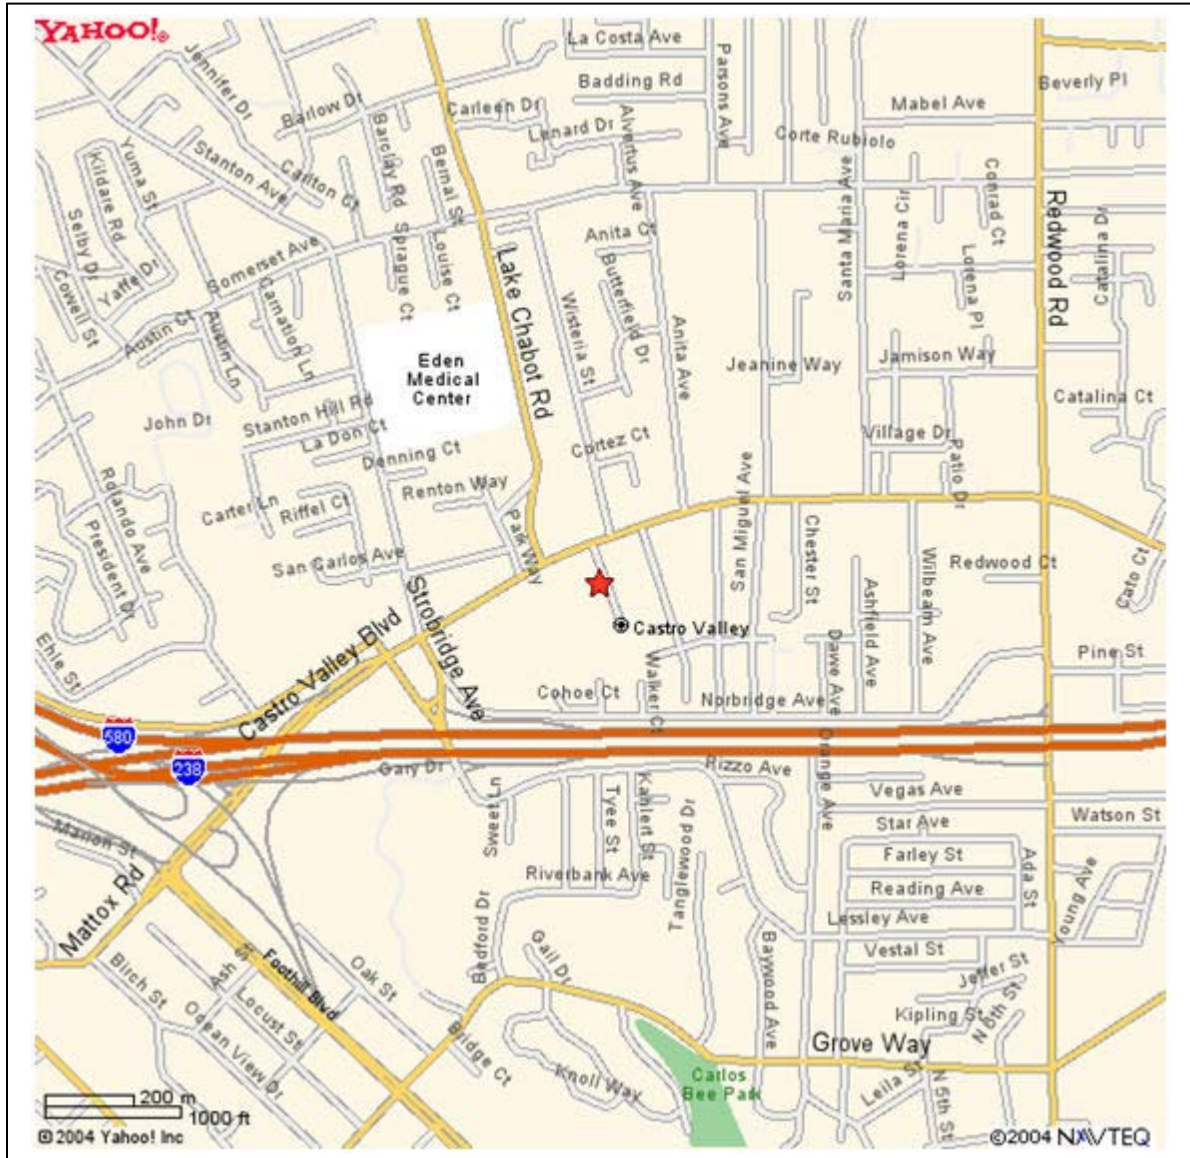 YAHOO!®
La Costa Ave
Parsons Ave
Jennifer Dr
Badding Rd
Beverly Pl
Barlow Dr
Carleen Dr
Mabel Ave
Barclay Rd
Lenard Dr
Alvertus Ave
Corte Rubiolo
Yuma St
Stanton Ave
Bernal St
Kildare Rd
Carlton Ct
Santa Maria Ave
Conrad Ct
Selby Dr
Lorena Cir
Redwood Rd
Catalina Dr
Somerset Ave
Sprague Ct
Louise Ct
Anita Ct
Yaffe Dr
Lake Chabot Rd
Butterfield Dr
Lorena Pl
Cowell St
Carnation Ln
Wisteria St
Austin Ct
Austin Ln
Anita Ave
Eden
Medical
Center
Jeanine Way
Jamison Way
Catalina Ct
John Dr
Stanton Hill Rd
La Don Ct
Cortez Ct
Village Dr
Denning Ct
Patio Dr
Rolando Ave
Renton Way
San Miguel Ave
Carter Ln
Riffel Ct
President Dr
Park Way
Chester St
San Carlos Ave
Wilbeam Ave
Redwood Ct
Cato Ct
Strobridge Ave
Ashfield Ave
Castro Valley
Castro Valley Blvd
Ehle St
Walker Ct
Dawe Ave
Pine St
Cohoe Ct
Norbridge Ave
580
238
Gary Dr
Rizzo Ave
Orange Ave
Vegas Ave
Sweet Ln
Tyee St
Kahlert St
Tanglewood Dr
Star Ave
Watson St
Marion St
Farley St
Ada St
Riverbank Ave
Reading Ave
Young Ave
Mattox Rd
Lessley Ave
Bedford Dr
Gail Dr
Baywood Ave
Vestal St
Birch St
Ash St
Foothill Blvd
Oak St
Jeffer St
Locust St
Kipling St
N 6th St
Odean View Dr
Bridge Ct
Grove Way
Knoll Way
Carlos
Bee Park
Leila St
N 5th St
200 m
1000 ft
©2004 Yahoo! Inc
©2004 NAVTEQ